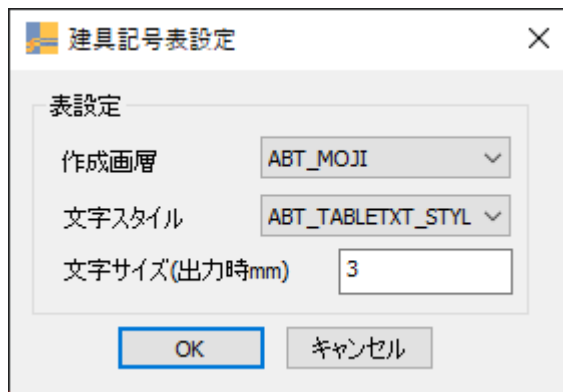 建具記号表設定
表設定
作成画層 ABT_MOJI
文字スタイル ABT_TABLETXT_STYL
文字サイズ(出力時mm) 3
OK キャンセル